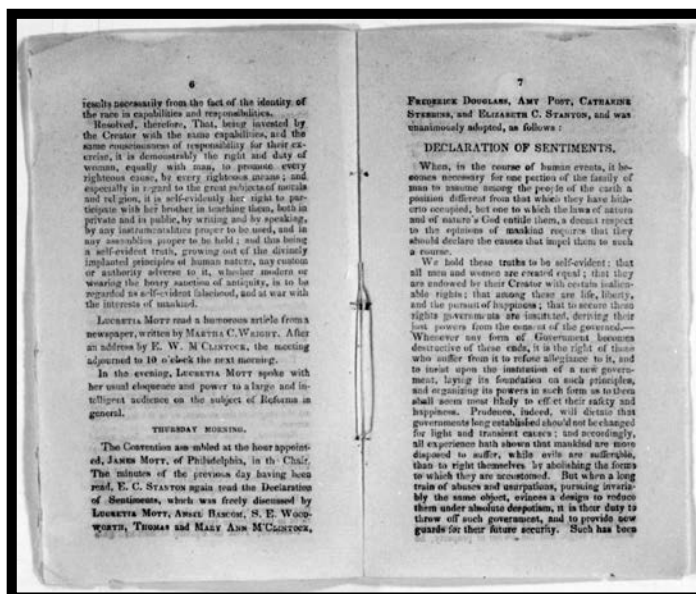 6
results necessarily from the fact of the identity of
the race in capabilities and responsibilities.
Resolved, therefore, That, being invested by
the Creator with the same capabilities, and the
same consciousness of responsibility for their ex-
ercise, it is demonstrably the right and duty of
woman, equally with man, to promote every
righteous cause, by every righteous means; and
especially in regard to the great subjects of morals
and religion, it is self-evidently her right to par-
ticipate with her brother in teaching them, both in
private and in public, by writing and by speaking,
by any instrumentalities proper to be used, and in
any assemblies proper to be held; and this being
a self-evident truth, growing out of the divinely
implanted principles of human nature, any custom
or authority adverse to it, whether modern or
wearing the hoary sanction of antiquity, is to be
regarded as self-evident falsehood, and at war with
the interests of mankind.
LUCRETIA MOTT read a humorous article from a
newspaper, written by MARTHA C. WRIGHT. After
an address by E. W. M'CLINTOCK, the meeting
adjourned to 10 o'clock the next morning.
In the evening, LUCRETIA MOTT spoke with
her usual eloquence and power to a large and in-
telligent audience on the subject of Reforms in
general.
THURSDAY MORNING.
The Convention as mbled at the hour appoint-
ed, JAMES MOTT, of Philadelphia, in th Chair.
The minutes of the previous day having been
read, E. C. STANTON again read the Declaration
of Sentiments, which was freely discussed by
LUCRETIA MOTT, ANSEL BASCOM, S. E. WOOD-
WORTH, THOMAS and MARY ANN M'CLINTOCK,
7
FREDERICK DOUGLASS, AMY POST, CATHARINE
STEBBINS, and ELIZABETH C. STANTON, and was
unanimously adopted, as follows:
DECLARATION OF SENTIMENTS.
When, in the course of human events, it be-
comes necessary for one portion of the family of
man to assume among the people of the earth a
position different from that which they have hith-
erto occupied, but one to which the laws of nature
and of nature's God entitle them, a decent respect
to the opinions of mankind requires that they
should declare the causes that impel them to such
a course.
We hold these truths to be self-evident: that
all men and women are created equal; that they
are endowed by their Creator with certain inalien-
able rights; that among these are life, liberty,
and the pursuit of happiness; that to secure these
rights governments are instituted, deriving their
just powers from the consent of the governed.—
Whenever any form of Government becomes
destructive of these ends, it is the right of those
who suffer from it to refuse allegiance to it, and
to insist upon the institution of a new govern-
ment, laying its foundation on such principles,
and organizing its powers in such form as to them
shall seem most likely to effect their safety and
happiness. Prudence, indeed, will dictate that
governments long established should not be changed
for light and transient causes; and accordingly,
all experience hath shown that mankind are more
disposed to suffer, while evils are sufferable,
than to right themselves by abolishing the forms
to which they are accustomed. But when a long
train of abuses and usurpations, pursuing invaria-
bly the same object, evinces a design to reduce
them under absolute despotism, it is their duty to
throw off such government, and to provide new
guards for their future security. Such has been